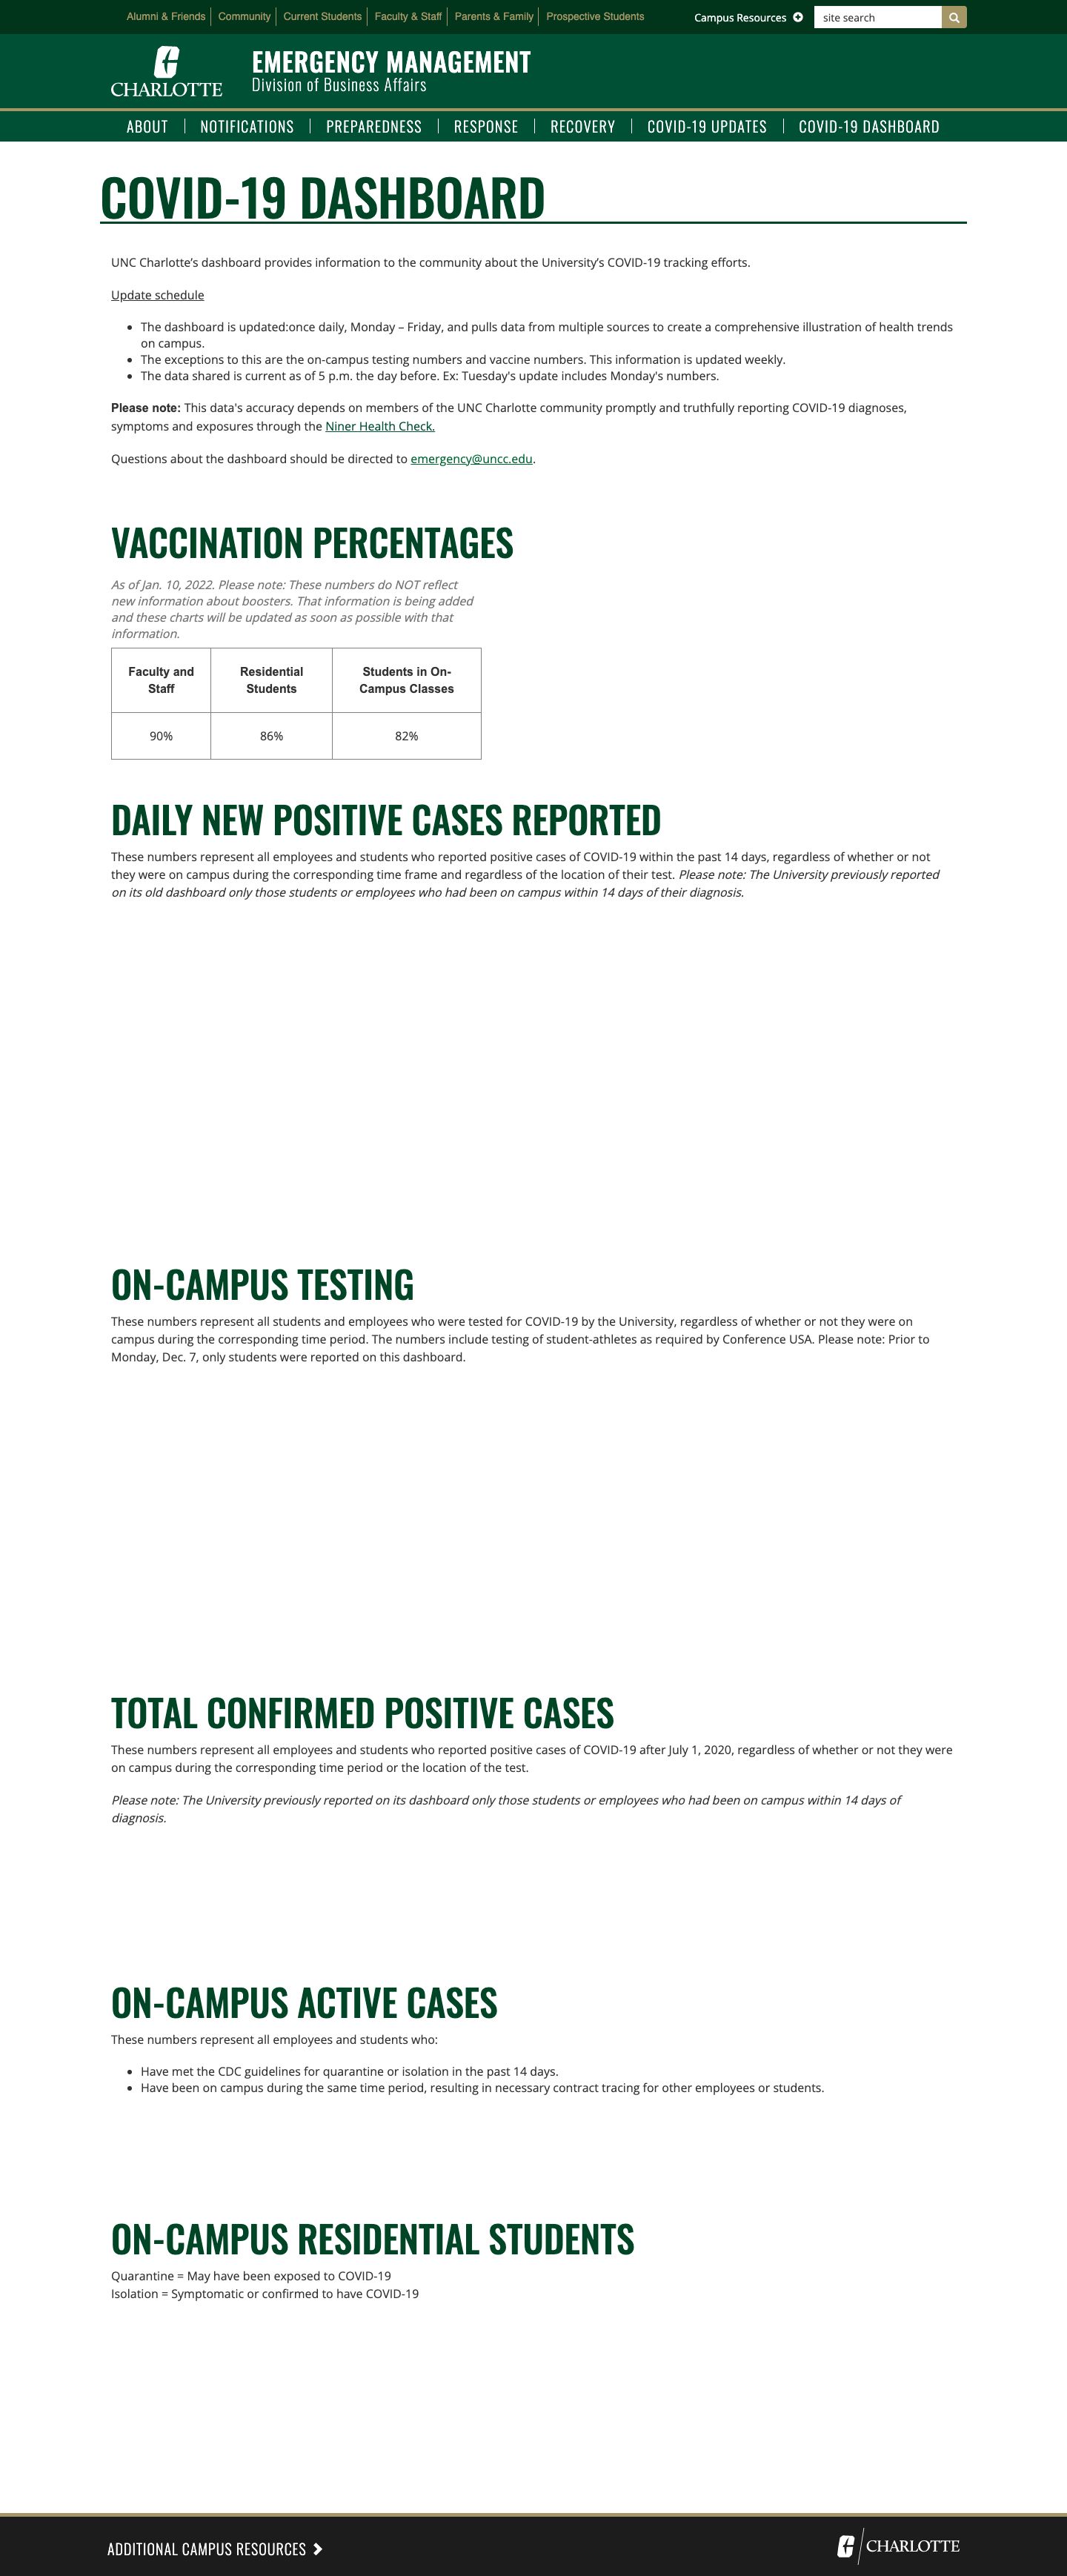 Alumni & Friends Community Current Students Faculty & Staff Parents & Family Prospective Students Campus Resources site search
CHARLOTTE
EMERGENCY MANAGEMENT
Division of Business Affairs
ABOUT NOTIFICATIONS PREPAREDNESS RESPONSE RECOVERY COVID-19 UPDATES COVID-19 DASHBOARD
COVID-19 DASHBOARD
UNC Charlotte's dashboard provides information to the community about the University's COVID-19 tracking efforts.
Update schedule
• The dashboard is updated:once daily, Monday – Friday, and pulls data from multiple sources to create a comprehensive illustration of health trends
on campus.
• The exceptions to this are the on-campus testing numbers and vaccine numbers. This information is updated weekly.
• The data shared is current as of 5 p.m. the day before. Ex: Tuesday's update includes Monday's numbers.
Please note: This data's accuracy depends on members of the UNC Charlotte community promptly and truthfully reporting COVID-19 diagnoses,
symptoms and exposures through the Niner Health Check.
Questions about the dashboard should be directed to emergency@uncc.edu.
VACCINATION PERCENTAGES
As of Jan. 10, 2022. Please note: These numbers do NOT reflect
new information about boosters. That information is being added
and these charts will be updated as soon as possible with that
information.
Faculty and Residential Students in On-
Staff Students Campus Classes
90% 86% 82%
DAILY NEW POSITIVE CASES REPORTED
These numbers represent all employees and students who reported positive cases of COVID-19 within the past 14 days, regardless of whether or not
they were on campus during the corresponding time frame and regardless of the location of their test. Please note: The University previously reported
on its old dashboard only those students or employees who had been on campus within 14 days of their diagnosis.
ON-CAMPUS TESTING
These numbers represent all students and employees who were tested for COVID-19 by the University, regardless of whether or not they were on
campus during the corresponding time period. The numbers include testing of student-athletes as required by Conference USA. Please note: Prior to
Monday, Dec. 7, only students were reported on this dashboard.
TOTAL CONFIRMED POSITIVE CASES
These numbers represent all employees and students who reported positive cases of COVID-19 after July 1, 2020, regardless of whether or not they were
on campus during the corresponding time period or the location of the test.
Please note: The University previously reported on its dashboard only those students or employees who had been on campus within 14 days of
diagnosis.
ON-CAMPUS ACTIVE CASES
These numbers represent all employees and students who:
• Have met the CDC guidelines for quarantine or isolation in the past 14 days.
• Have been on campus during the same time period, resulting in necessary contract tracing for other employees or students.
ON-CAMPUS RESIDENTIAL STUDENTS
Quarantine = May have been exposed to COVID-19
Isolation = Symptomatic or confirmed to have COVID-19
ADDITIONAL CAMPUS RESOURCES
CHARLOTTE